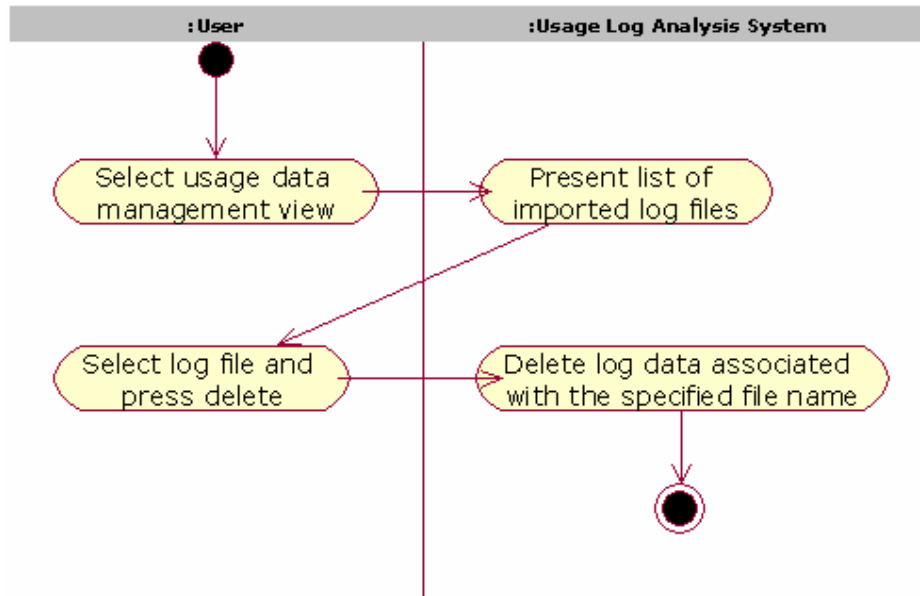 :User
:Usage Log Analysis System
Select usage data
management view
Present list of
imported log files
Select log file and
press delete
Delete log data associated
with the specified file name